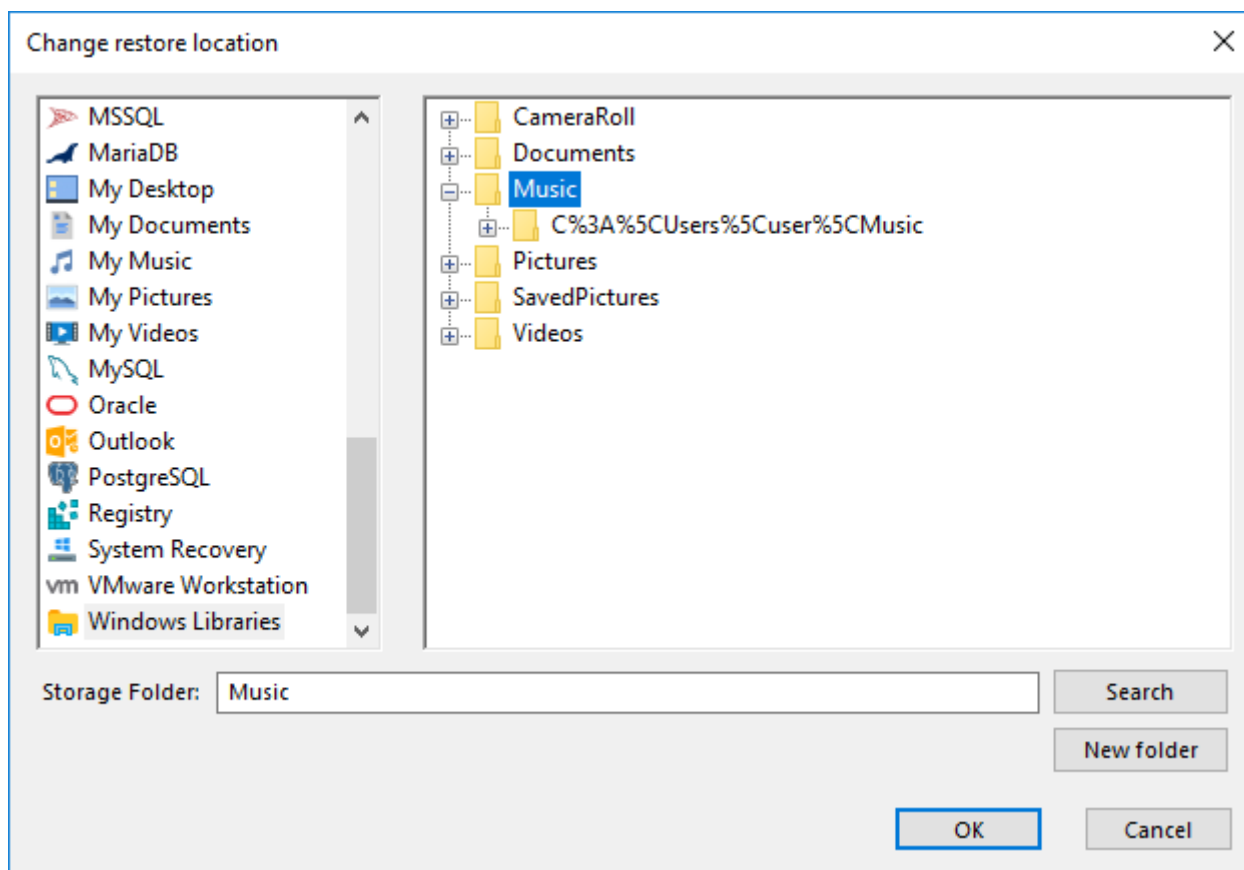 Change restore location
MSSQL
MariaDB
My Desktop
My Documents
My Music
My Pictures
My Videos
MySQL
Oracle
Outlook
PostgreSQL
Registry
System Recovery
vm VMware Workstation
Windows Libraries
CameraRoll
Documents
Music
C%3A%5CUsers%5Cuser%5CMusic
Pictures
SavedPictures
Videos
Storage Folder: Music
Search
New folder
OK
Cancel